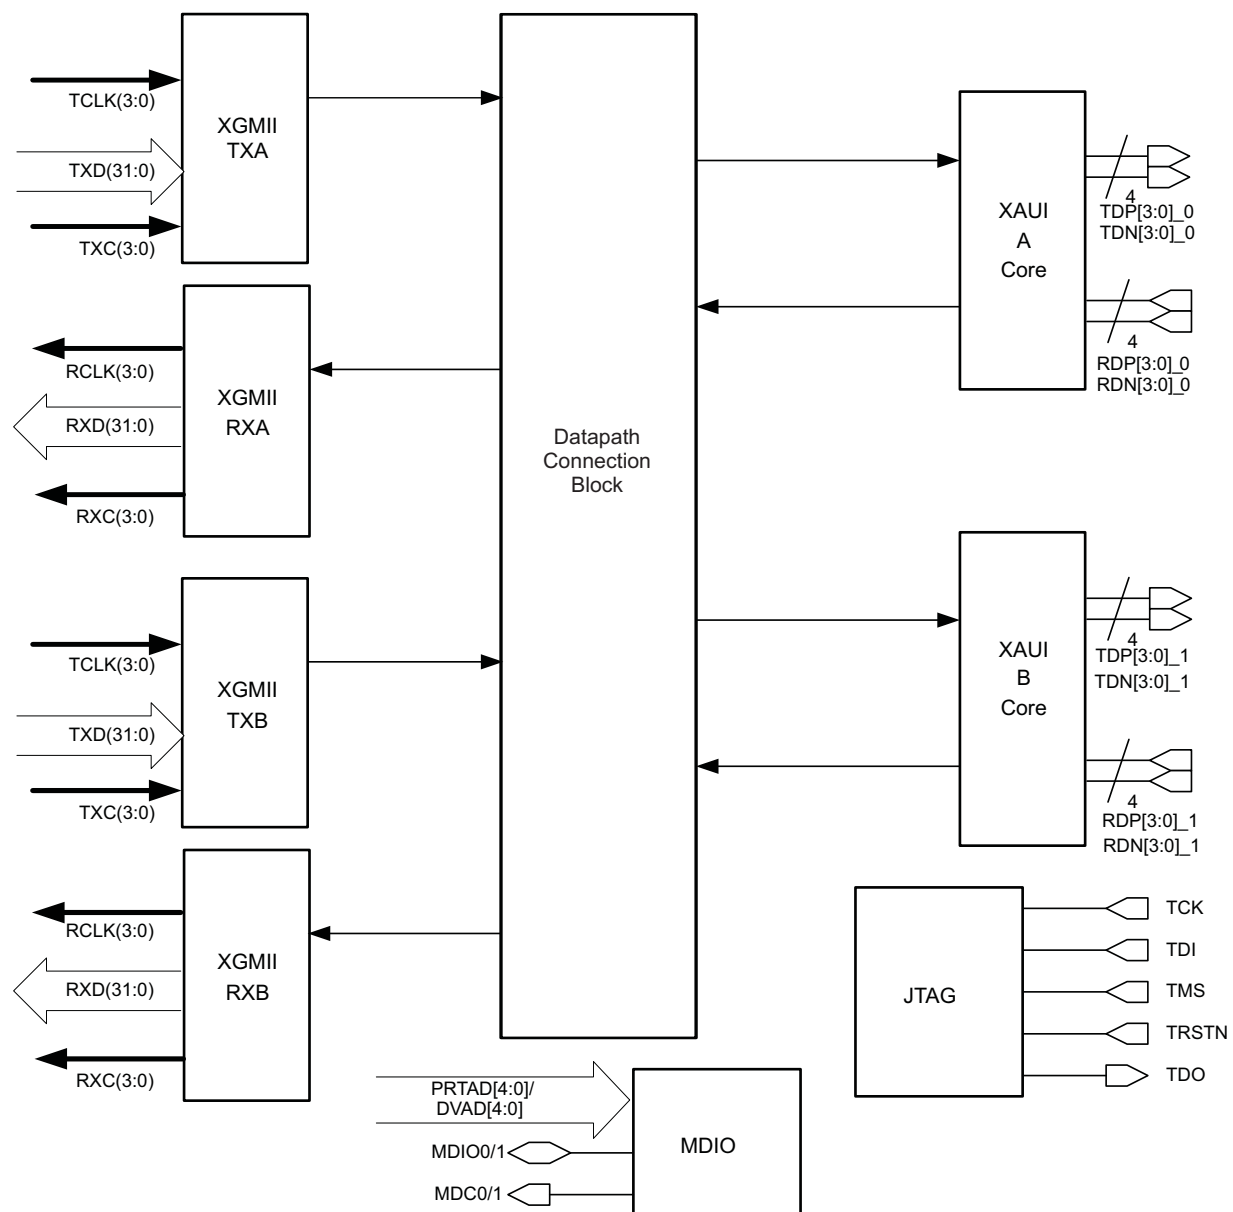 TCLK(3:0)
TXD(31:0)
TXC(3:0)
XGMII
TXA
RCLK(3:0)
RXD(31:0)
RXC(3:0)
XGMII
RXA
TCLK(3:0)
TXD(31:0)
TXC(3:0)
XGMII
TXB
RCLK(3:0)
RXD(31:0)
RXC(3:0)
XGMII
RXB
Datapath
Connection
Block
XAUI
A
Core
4
TDP[3:0]_0
TDN[3:0]_0
4
RDP[3:0]_0
RDN[3:0]_0
XAUI
B
Core
4
TDP[3:0]_1
TDN[3:0]_1
4
RDP[3:0]_1
RDN[3:0]_1
JTAG
TCK
TDI
TMS
TRSTN
TDO
PRTAD[4:0]/
DVAD[4:0]
MDIO0/1
MDC0/1
MDIO